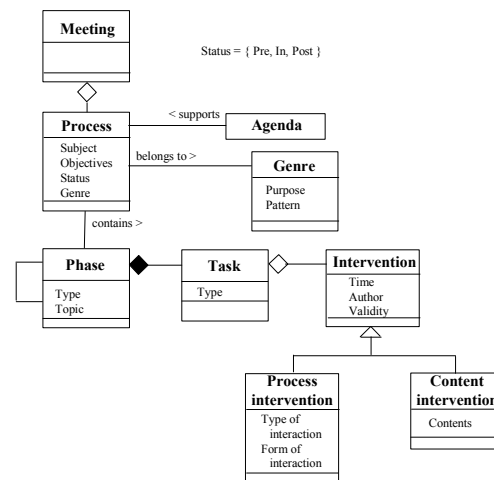 Meeting
Status = { Pre, In, Post }
Process
Subject
Objectives
Status
Genre
< supports
Agenda
belongs to >
Genre
Purpose
Pattern
contains >
Phase
Type
Topic
Task
Type
Intervention
Time
Author
Validity
Process
intervention
Type of
interaction
Form of
interaction
Content
intervention
Contents